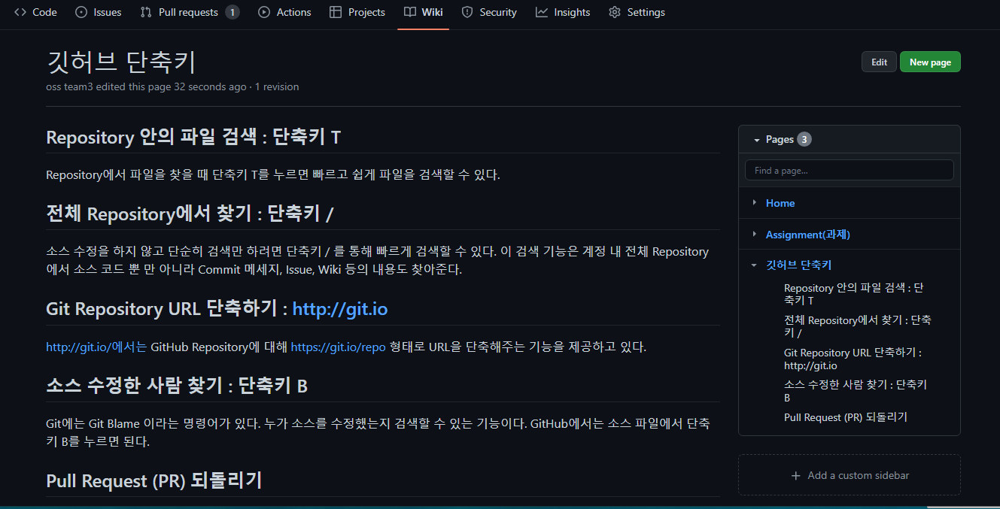 Code Issues Pull requests 1 Actions Projects Wiki Security Insights Settings
깃허브 단축키
Edit New page
oss team3 edited this page 32 seconds ago · 1 revision
Repository 안의 파일 검색 : 단축키 T
Repository에서 파일을 찾을 때 단축키 T를 누르면 빠르고 쉽게 파일을 검색할 수 있다.
전체 Repository에서 찾기 : 단축키 /
소스 수정을 하지 않고 단순히 검색만 하려면 단축키 / 를 통해 빠르게 검색할 수 있다. 이 검색 기능은 계정 내 전체 Repository
에서 소스 코드 뿐 만 아니라 Commit 메세지, Issue, Wiki 등의 내용도 찾아준다.
Git Repository URL 단축하기 : http://git.io
http://git.io/에서는 GitHub Repository에 대해 https://git.io/repo 형태로 URL을 단축해주는 기능을 제공하고 있다.
소스 수정한 사람 찾기 : 단축키 B
Git에는 Git Blame 이라는 명령어가 있다. 누가 소스를 수정했는지 검색할 수 있는 기능이다. GitHub에서는 소스 파일에서 단축
키 B를 누르면 된다.
Pull Request (PR) 되돌리기
Pages 3
Find a page...
Home
Assignment(과제)
깃허브 단축키
Repository 안의 파일 검색 : 단
축키 T
전체 Repository에서 찾기 : 단축
키 /
Git Repository URL 단축하기 :
http://git.io
소스 수정한 사람 찾기 : 단축키
B
Pull Request (PR) 되돌리기
Add a custom sidebar